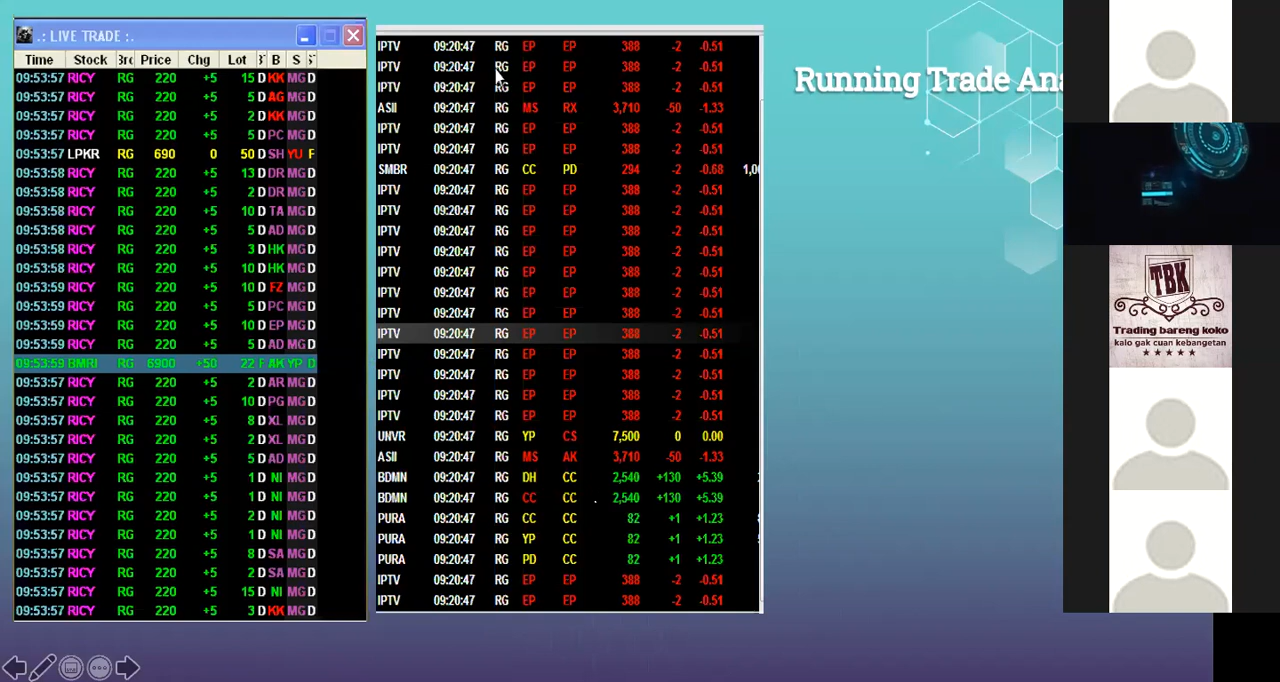 .: LIVE TRADE :.
Time Stock Price Chg Lot B S
09:53:57 RICY RG 220 +5 15 D KK MG D
09:53:57 RICY RG 220 +5 5 D AG MG D
09:53:57 RICY RG 220 +5 2 D KK MG D
09:53:57 RICY RG 220 +5 5 D PC MG D
09:53:57 LPKR RG 690 0 50 D SH YU F
09:53:58 RICY RG 220 +5 13 D DR MG D
09:53:58 RICY RG 220 +5 2 D DR MG D
09:53:58 RICY RG 220 +5 10 D TA MG D
09:53:58 RICY RG 220 +5 5 D AD MG D
09:53:58 RICY RG 220 +5 3 D HK MG D
09:53:58 RICY RG 220 +5 10 D HK MG D
09:53:59 RICY RG 220 +5 10 D FZ MG D
09:53:59 RICY RG 220 +5 5 D PC MG D
09:53:59 RICY RG 220 +5 10 D EP MG D
09:53:59 RICY RG 220 +5 5 D AD MG D
09:53:59 BMRI RG 6900 +50 22 F AK YP D
09:53:57 RICY RG 220 +5 2 D AR MG D
09:53:57 RICY RG 220 +5 10 D PG MG D
09:53:57 RICY RG 220 +5 8 D XL MG D
09:53:57 RICY RG 220 +5 2 D XL MG D
09:53:57 RICY RG 220 +5 5 D AD MG D
09:53:57 RICY RG 220 +5 1 D NI MG D
09:53:57 RICY RG 220 +5 1 D NI MG D
09:53:57 RICY RG 220 +5 2 D NI MG D
09:53:57 RICY RG 220 +5 1 D NI MG D
09:53:57 RICY RG 220 +5 8 D SA MG D
09:53:57 RICY RG 220 +5 2 D SA MG D
09:53:57 RICY RG 220 +5 15 D NI MG D
09:53:57 RICY RG 220 +5 3 D KK MG D
IPTV 09:20:47 RG EP EP 388 -2 -0.51
IPTV 09:20:47 RG EP EP 388 -2 -0.51
IPTV 09:20:47 RG EP EP 388 -2 -0.51
ASII 09:20:47 RG MS RX 3,710 -50 -1.33
IPTV 09:20:47 RG EP EP 388 -2 -0.51
IPTV 09:20:47 RG EP EP 388 -2 -0.51
SMBR 09:20:47 RG CC PD 294 -2 -0.68
IPTV 09:20:47 RG EP EP 388 -2 -0.51
IPTV 09:20:47 RG EP EP 388 -2 -0.51
IPTV 09:20:47 RG EP EP 388 -2 -0.51
IPTV 09:20:47 RG EP EP 388 -2 -0.51
IPTV 09:20:47 RG EP EP 388 -2 -0.51
IPTV 09:20:47 RG EP EP 388 -2 -0.51
IPTV 09:20:47 RG EP EP 388 -2 -0.51
IPTV 09:20:47 RG EP EP 388 -2 -0.51
IPTV 09:20:47 RG EP EP 388 -2 -0.51
IPTV 09:20:47 RG EP EP 388 -2 -0.51
IPTV 09:20:47 RG EP EP 388 -2 -0.51
IPTV 09:20:47 RG EP EP 388 -2 -0.51
UNVR 09:20:47 RG YP CS 7,500 0 0.00
ASII 09:20:47 RG MS AK 3,710 -50 -1.33
BDMN 09:20:47 RG DH CC 2,540 +130 +5.39
BDMN 09:20:47 RG CC CC 2,540 +130 +5.39
PURA 09:20:47 RG CC CC 82 +1 +1.23
PURA 09:20:47 RG YP CC 82 +1 +1.23
PURA 09:20:47 RG PD CC 82 +1 +1.23
IPTV 09:20:47 RG EP EP 388 -2 -0.51
IPTV 09:20:47 RG EP EP 388 -2 -0.51
Running Trade Ana
TBK
Trading bareng koko
kalo gak cuan kebangetan